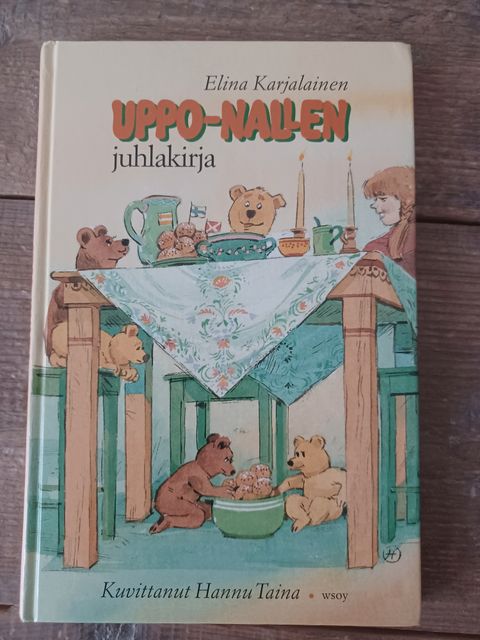 Elina Karjalainen
UPPO-NALLEN
juhlakirja
Kuvittanut Hannu Taina • wsoy